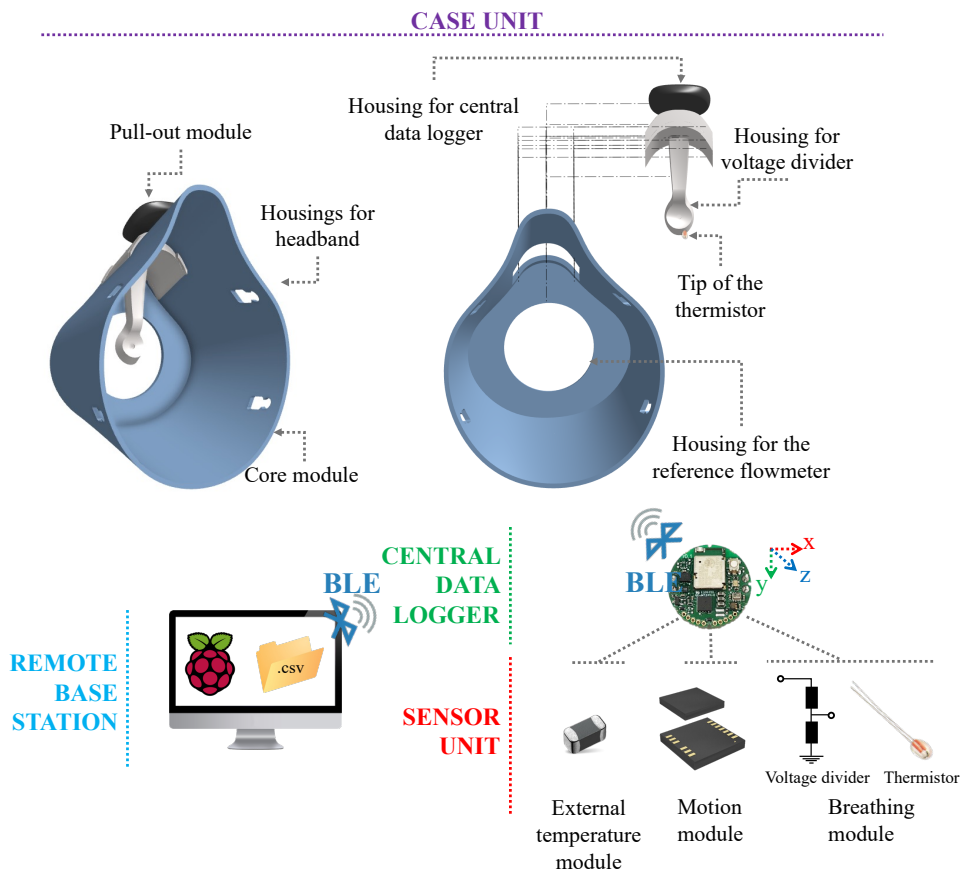 CASE UNIT
Housing for central
data logger
Pull-out module
Housing for
voltage divider
Housings for
headband
Tip of the
thermistor
Core module
Housing for the
reference flowmeter
CENTRAL
DATA
LOGGER
BLE
x
y
z
BLE
REMOTE
BASE
STATION
.csv
SENSOR
UNIT
Voltage divider
Thermistor
External
temperature
module
Motion
module
Breathing
module